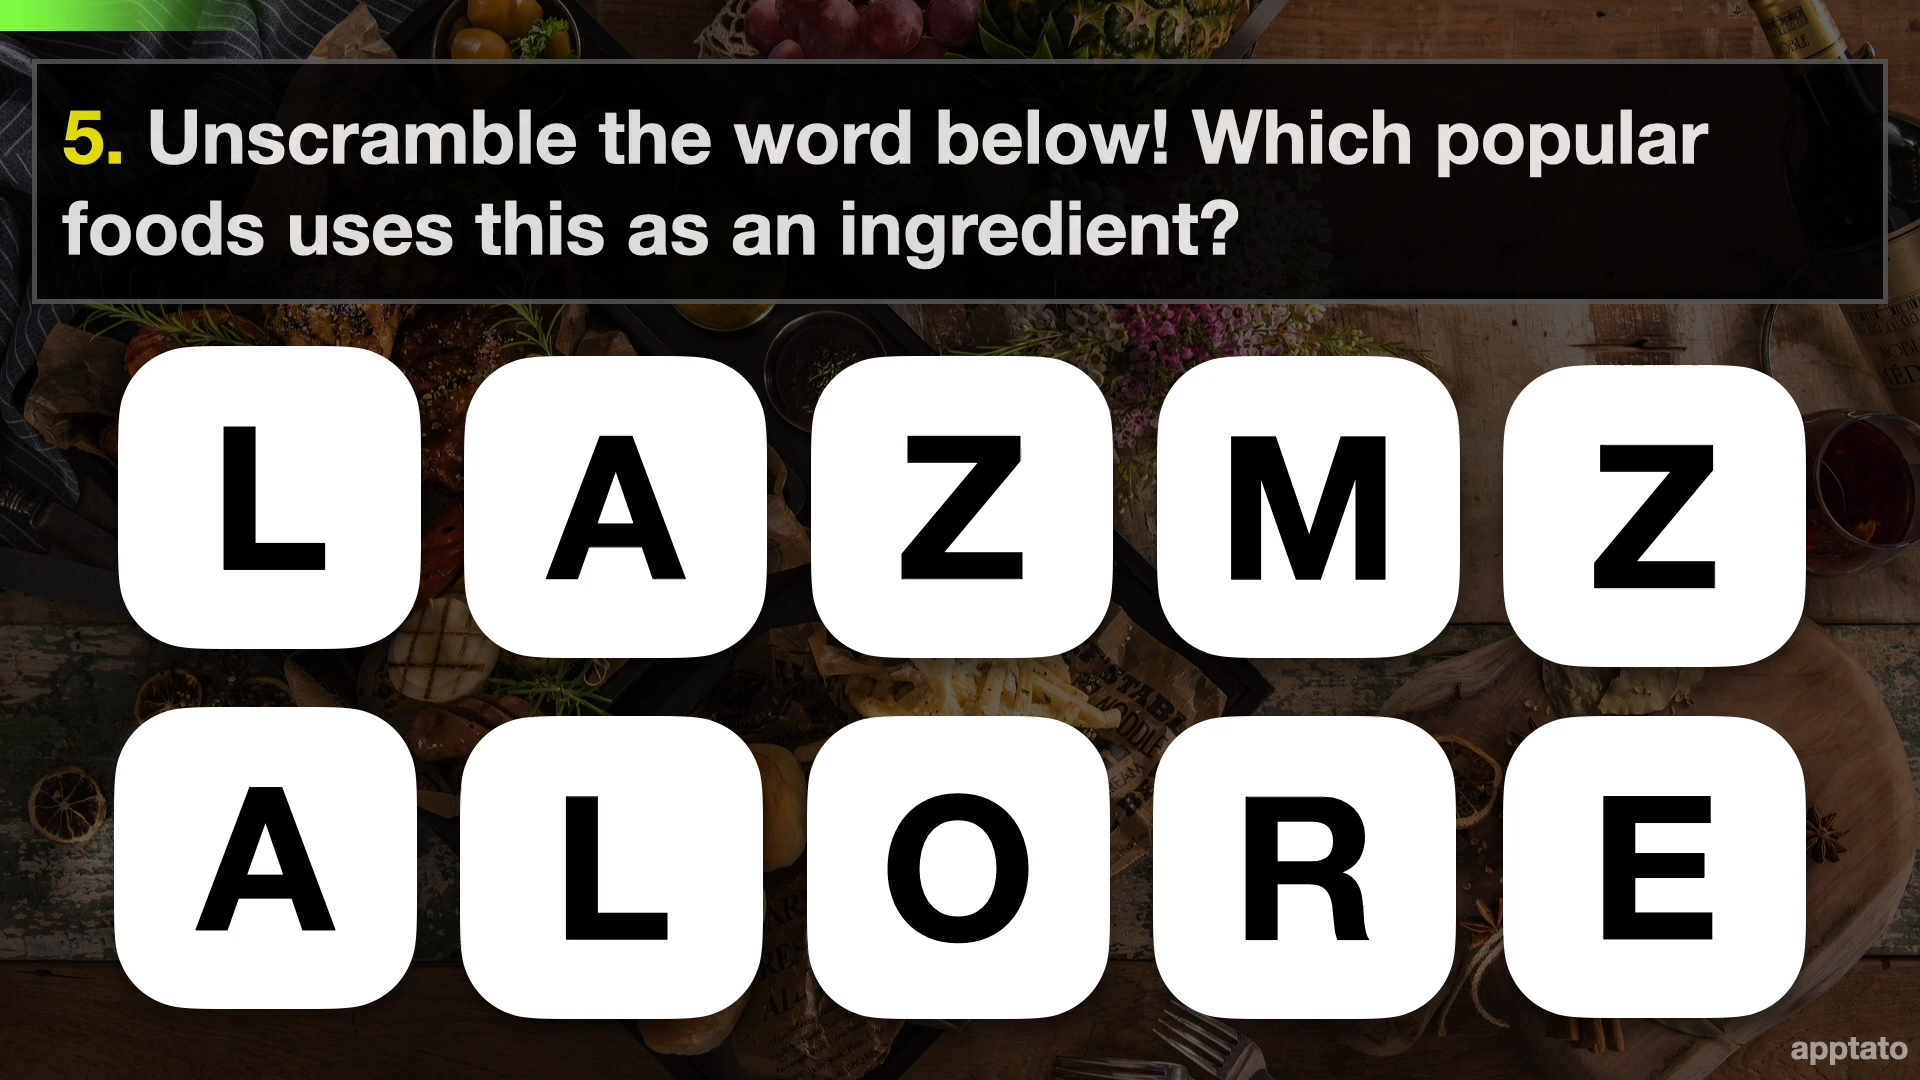 5. Unscramble the word below! Which popular
foods uses this as an ingredient?
L A Z M Z
A L O R E
apptato